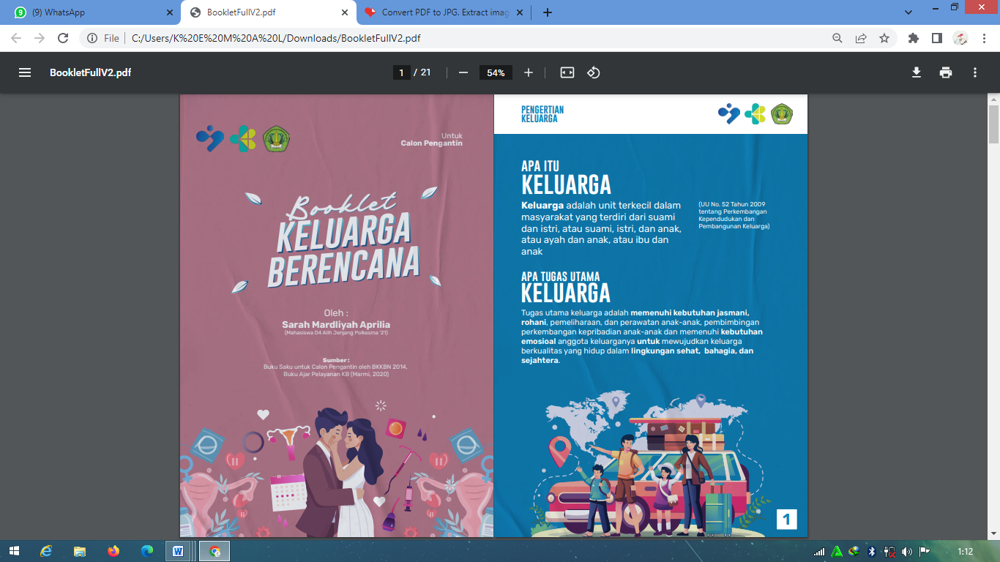 (9) WhatsApp
BookletFullV2.pdf
Convert PDF to JPG. Extract imag
File
C:/Users/K%20E%20M%20A%20L/Downloads/BookletFullV2.pdf
BookletFullV2.pdf
1 / 21
54%
Untuk
Calon Pengantin
Booklet
KELUARGA
BERENCANA
Oleh :
Sarah Mardliyah Aprilia
(Mahasiswa D4 Alih Jenjang Polkesma '21)
Sumber :
Buku Saku untuk Calon Pengantin oleh BKKBN 2014.
Buku Ajar Pelayanan KB (Marmi, 2020)
PENGERTIAN
KELUARGA
APA ITU
KELUARGA
Keluarga adalah unit terkecil dalam
masyarakat yang terdiri dari suami
dan istri, atau suami, istri, dan anak,
atau ayah dan anak, atau ibu dan
anak
(UU No. 52 Tahun 2009
tentang Perkembangan
Kependudukan dan
Pembangunan Keluarga)
APA TUGAS UTAMA
KELUARGA
Tugas utama keluarga adalah memenuhi kebutuhan jasmani,
rohani, pemeliharaan, dan perawatan anak-anak, pembimbingan
perkembangan kepribadian anak-anak dan memenuhi kebutuhan
emosioal anggota keluarganya untuk mewujudkan keluarga
berkualitas yang hidup dalam lingkungan sehat, bahagia, dan
sejahtera.
1
1:12